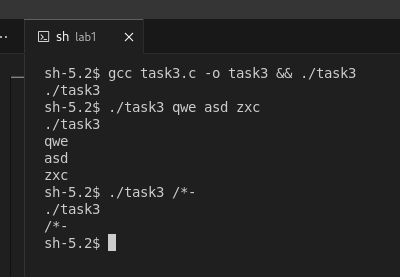 sh lab1
sh-5.2$ gcc task3.c -o task3 && ./task3
./task3
sh-5.2$ ./task3 qwe asd zxc
./task3
qwe
asd
zxc
sh-5.2$ ./task3 /*-
./task3
/*-
sh-5.2$